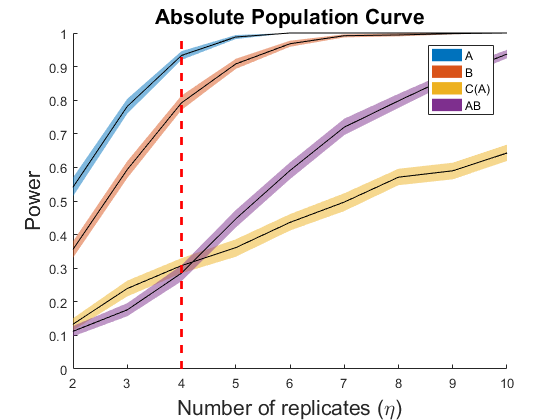 Absolute Population Curve
1
0.9
0.8
0.7
0.6
0.5
0.4
0.3
0.2
0.1
0
Power
A
B
C(A)
AB
2 3 4 5 6 7 8 9 10
Number of replicates (η)